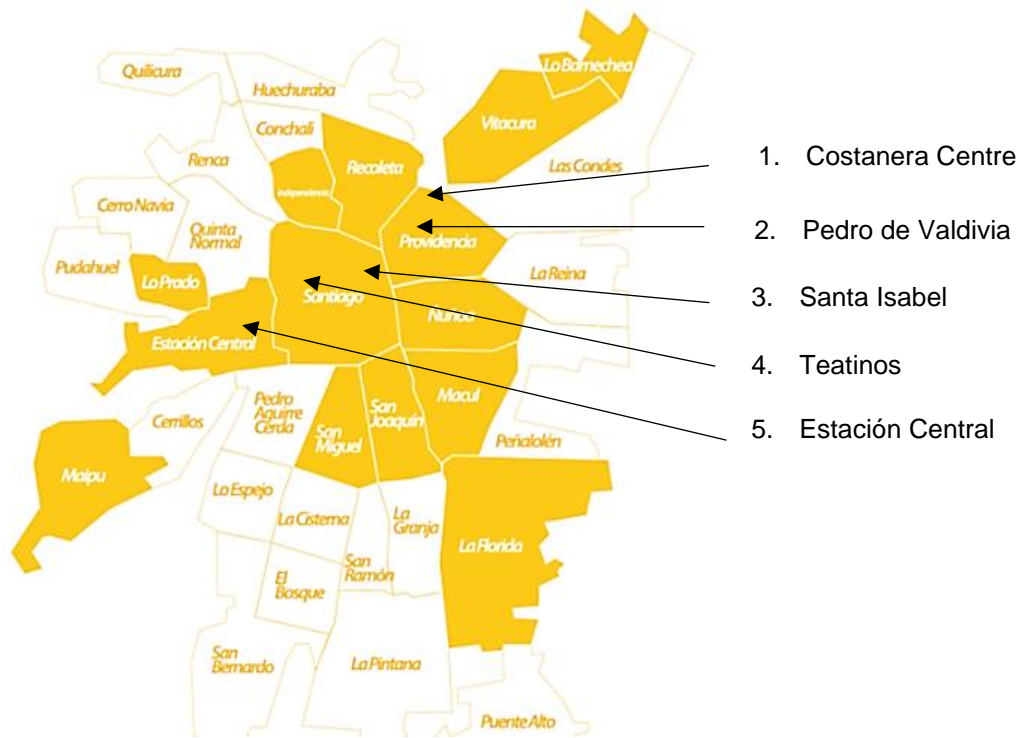 Quilicura
Huechuraba
Lo Barnechea
Conchalí
Vitacura
Renca
Recoleta
Las Condes
Independencia
Cerro Navia
Quinta
Normal
Providencia
Pudahuel
La Reina
Lo Prado
Santiago
Ñuñoa
Estación Central
Pedro
Aguirre
Cerda
Macul
San
Joaquín
Cerrillos
San
Miguel
Peñalolén
Maipu
Lo Espejo
La Cisterna
La
Granja
La Florida
San
Ramón
El
Bosque
San
Bernardo
La Pintana
Puente Alto
1. Costanera Centre
2. Pedro de Valdivia
3. Santa Isabel
4. Teatinos
5. Estación Central